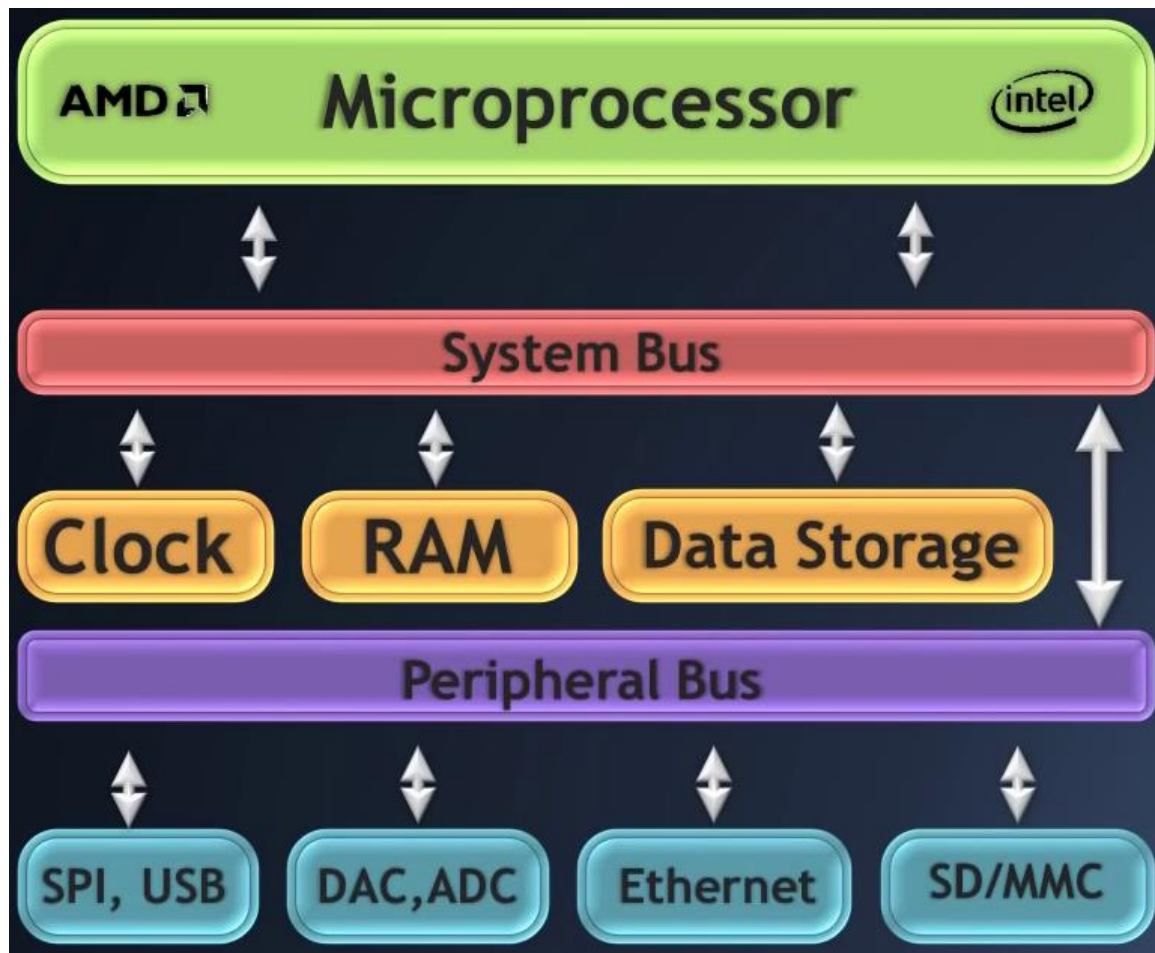 AMD Microprocessor intel
System Bus
Clock RAM Data Storage
Peripheral Bus
SPI, USB DAC,ADC Ethernet SD/MMC